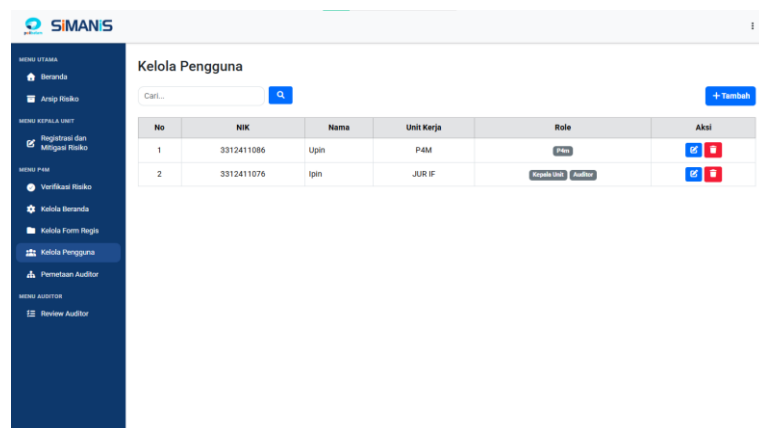 SiMANiS
MENU UTAMA
Beranda
Arsip Risiko
MENU KEPALA UNIT
Registrasi dan
Mitigasi Risiko
MENU P4M
Verifikasi Risiko
Kelola Beranda
Kelola Form Regis
Kelola Pengguna
Pemetaan Auditor
MENU AUDITOR
Review Auditor
Kelola Pengguna
Cari...
+ Tambah
No NIK Nama Unit Kerja Role Aksi
1 3312411086 Upin P4M P4m
2 3312411076 Ipin JUR IF Kepala Unit Auditor